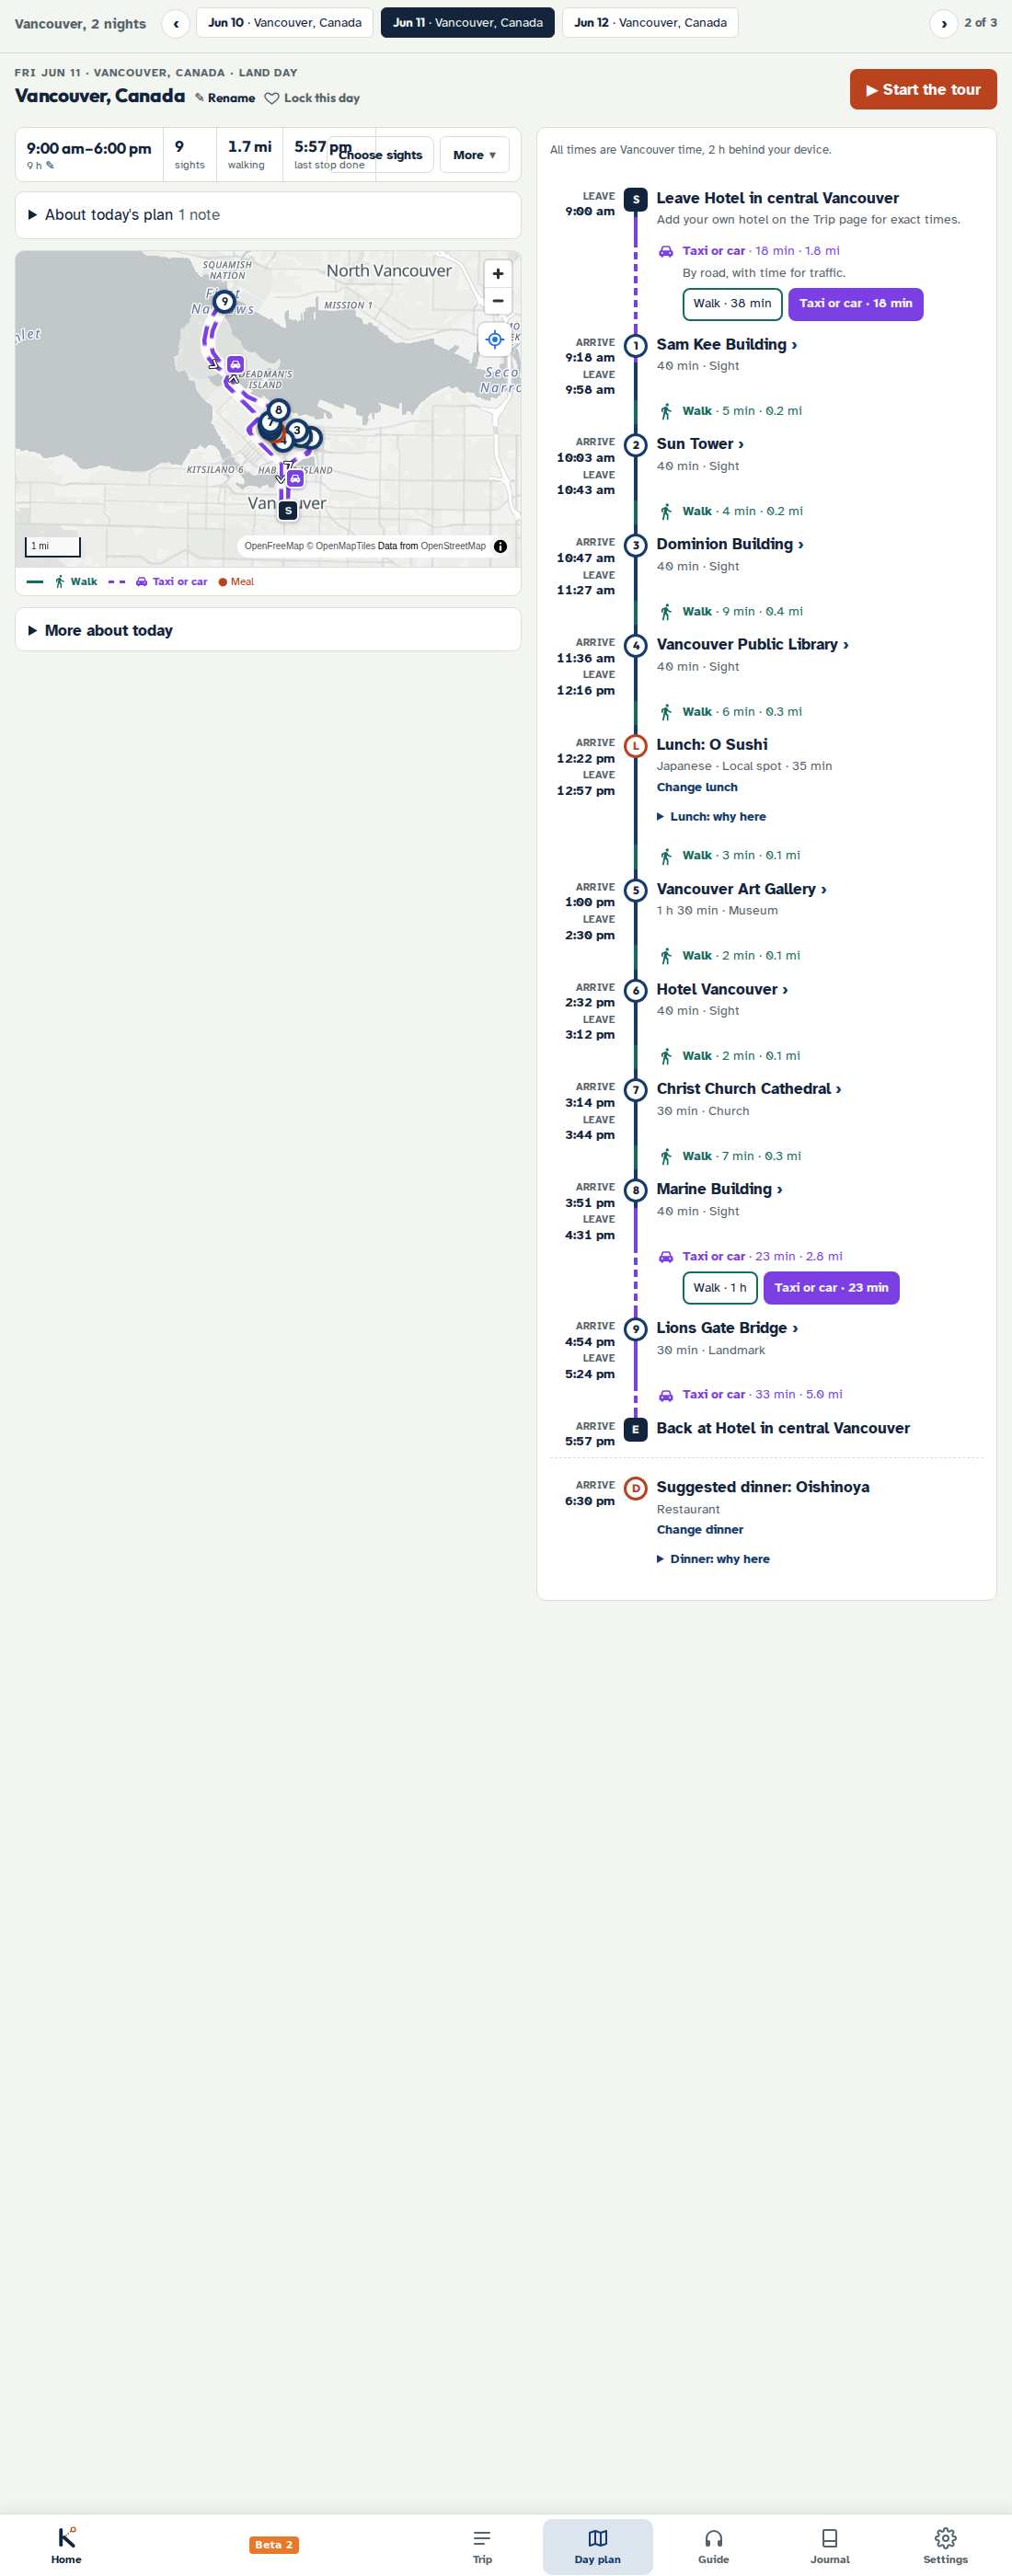 Vancouver, 2 nights
‹
Jun 10 · Vancouver, Canada
Jun 11 · Vancouver, Canada
Jun 12 · Vancouver, Canada
›
2 of 3
FRI JUN 11 · VANCOUVER, CANADA · LAND DAY
Vancouver, Canada ✎ Rename Lock this day
▶ Start the tour
9:00 am–6:00 pm
9 h ✎
9
sights
1.7 mi
walking
5:57 pm
last stop done
Choose sights
More ▾
▶ About today's plan 1 note
SQUAMISH
NATION
North Vancouver
MISSION 1
9
DEADMAN'S
ISLAND
Seco
Narro
8
7
3
4
KITSILANO 6
Vancouver
S
+
−
1 mi
OpenFreeMap © OpenMapTiles Data from OpenStreetMap
Walk
Taxi or car
Meal
▶ More about today
All times are Vancouver time, 2 h behind your device.
LEAVE
9:00 am
S
Leave Hotel in central Vancouver
Add your own hotel on the Trip page for exact times.
Taxi or car · 18 min · 1.8 mi
By road, with time for traffic.
Walk · 38 min
Taxi or car · 18 min
ARRIVE
9:18 am
LEAVE
9:58 am
1
Sam Kee Building ›
40 min · Sight
Walk · 5 min · 0.2 mi
ARRIVE
10:03 am
LEAVE
10:43 am
2
Sun Tower ›
40 min · Sight
Walk · 4 min · 0.2 mi
ARRIVE
10:47 am
LEAVE
11:27 am
3
Dominion Building ›
40 min · Sight
Walk · 9 min · 0.4 mi
ARRIVE
11:36 am
LEAVE
12:16 pm
4
Vancouver Public Library ›
40 min · Sight
Walk · 6 min · 0.3 mi
ARRIVE
12:22 pm
LEAVE
12:57 pm
L
Lunch: O Sushi
Japanese · Local spot · 35 min
Change lunch
▶ Lunch: why here
Walk · 3 min · 0.1 mi
ARRIVE
1:00 pm
LEAVE
2:30 pm
5
Vancouver Art Gallery ›
1 h 30 min · Museum
Walk · 2 min · 0.1 mi
ARRIVE
2:32 pm
LEAVE
3:12 pm
6
Hotel Vancouver ›
40 min · Sight
Walk · 2 min · 0.1 mi
ARRIVE
3:14 pm
LEAVE
3:44 pm
7
Christ Church Cathedral ›
30 min · Church
Walk · 7 min · 0.3 mi
ARRIVE
3:51 pm
LEAVE
4:31 pm
8
Marine Building ›
40 min · Sight
Taxi or car · 23 min · 2.8 mi
Walk · 1 h
Taxi or car · 23 min
ARRIVE
4:54 pm
LEAVE
5:24 pm
9
Lions Gate Bridge ›
30 min · Landmark
Taxi or car · 33 min · 5.0 mi
ARRIVE
5:57 pm
E
Back at Hotel in central Vancouver
ARRIVE
6:30 pm
D
Suggested dinner: Oishinoya
Restaurant
Change dinner
▶ Dinner: why here
Home
Beta 2
Trip
Day plan
Guide
Journal
Settings